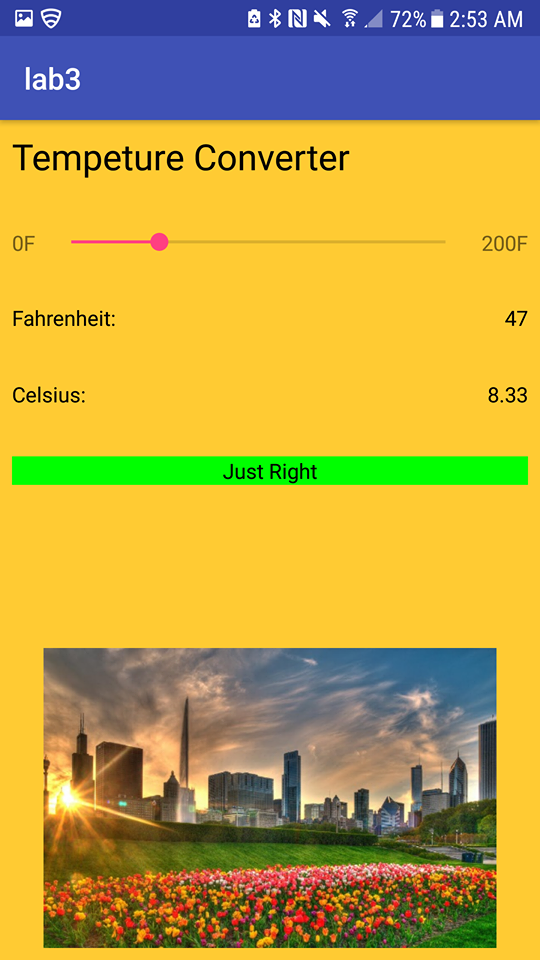 72% 2:53 AM
lab3
Tempeture Converter
0F 200F
Fahrenheit: 47
Celsius: 8.33
Just Right